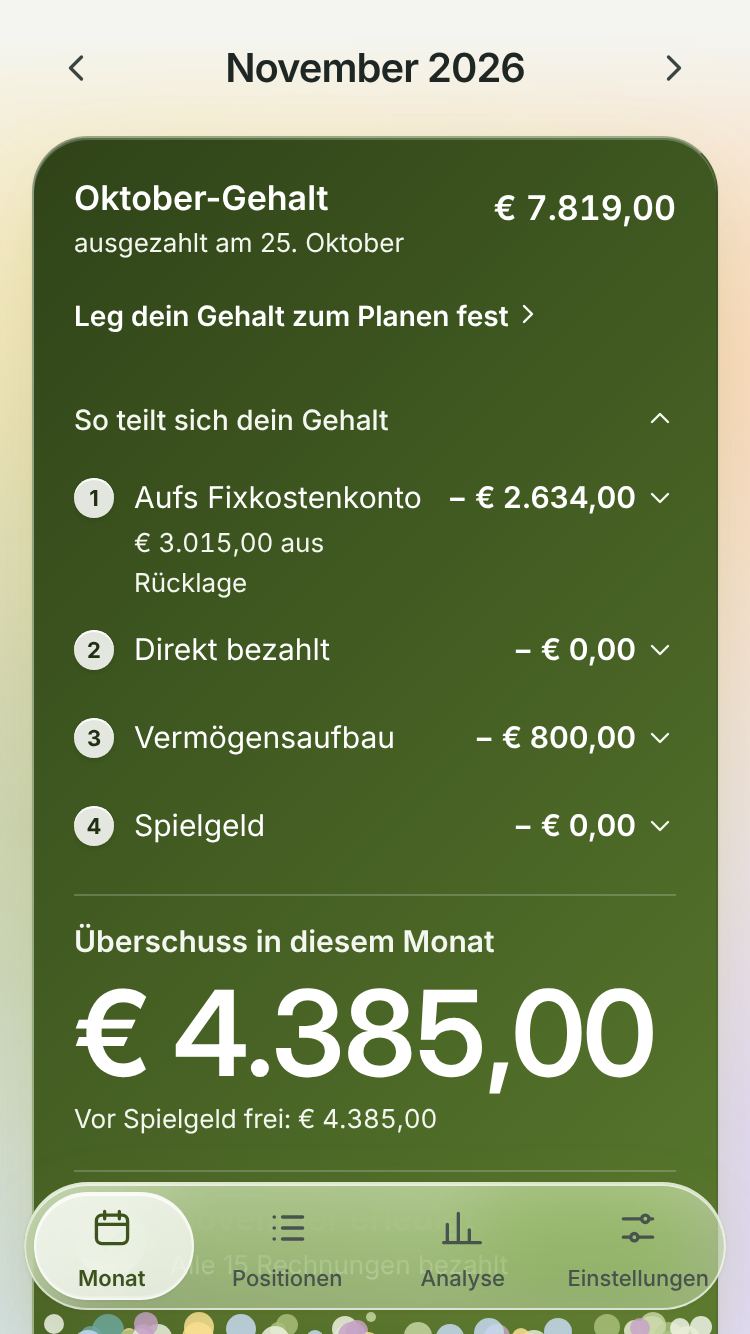 November 2026
Oktober-Gehalt
€ 7.819,00
ausgezahlt am 25. Oktober
Leg dein Gehalt zum Planen fest
So teilt sich dein Gehalt
1 Aufs Fixkostenkonto – € 2.634,00
€ 3.015,00 aus
Rücklage
2 Direkt bezahlt – € 0,00
3 Vermögensaufbau – € 800,00
4 Spielgeld – € 0,00
Überschuss in diesem Monat
€ 4.385,00
Vor Spielgeld frei: € 4.385,00
Alle 15 Rechnungen bezahlt
Monat Positionen Analyse Einstellungen